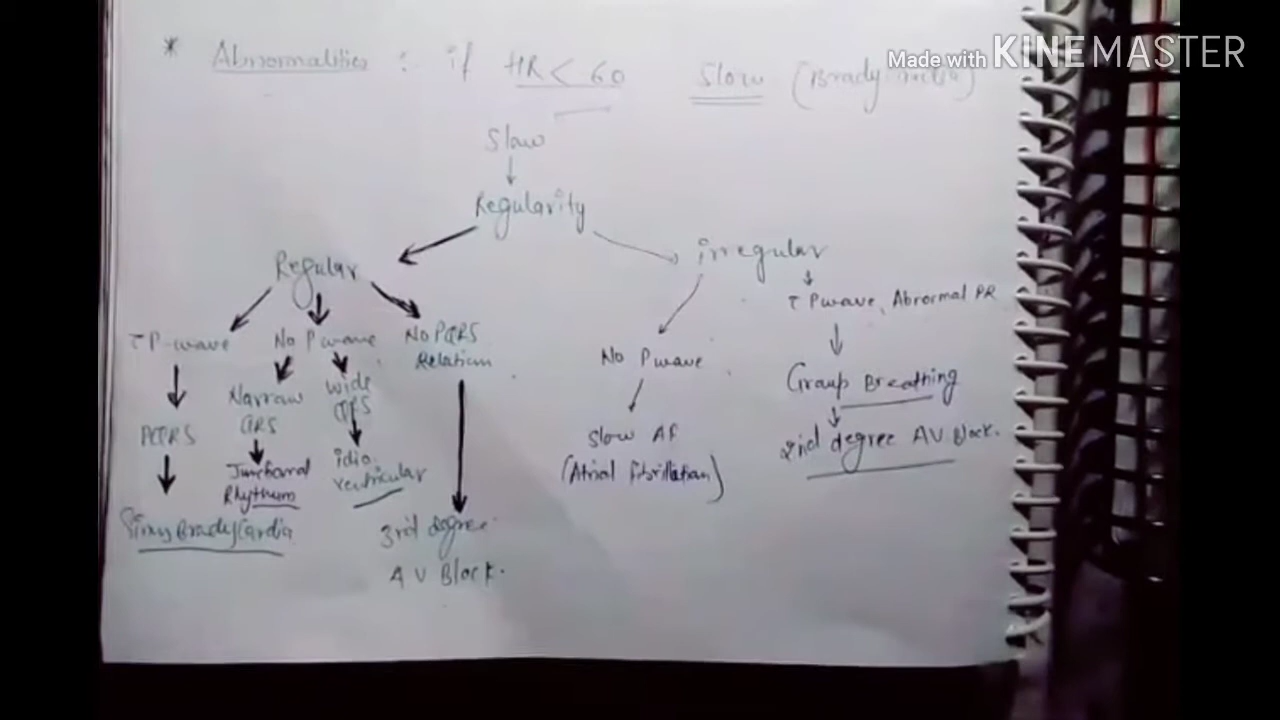 Made with KINEMASTER
* Abnormalities : if HR < 60 Slow (Bradycardia)
Slow
Regularity
Regular
irregular
τ P-wave
No P wave
No PQRS
Relation
PQRS
Narrow
QRS
wide
QRS
Sinus Bradycardia
Junctional
Rhythum
idio
ventricular
3rd degree
AV Block.
No P wave
Slow AF
(Atrial fibrillation)
τ P wave, Abnormal PR
Group Breathing
2nd degree AV Block.